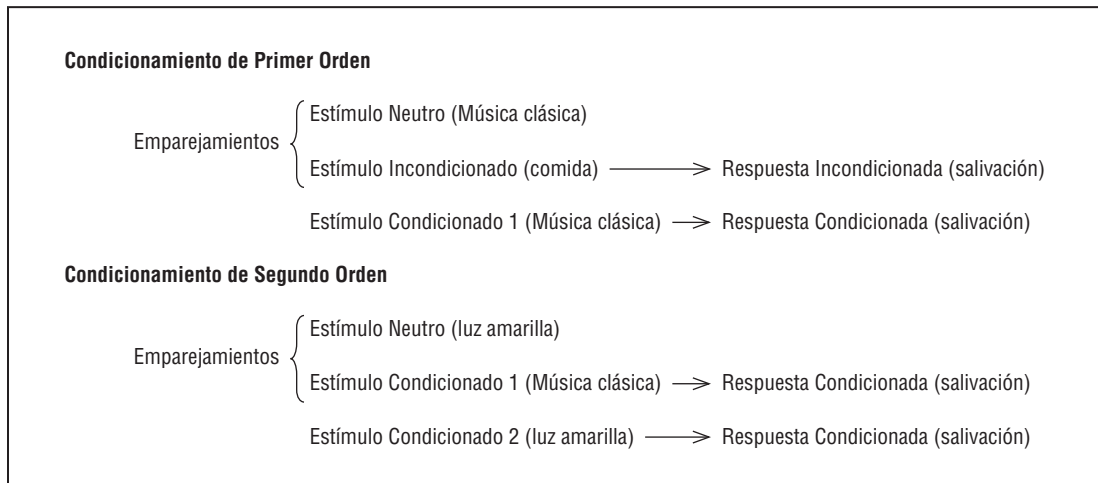 Condicionamiento de Primer Orden
Estímulo Neutro (Música clásica)
Emparejamientos
Estímulo Incondicionado (comida) Respuesta Incondicionada (salivación)
Estímulo Condicionado 1 (Música clásica) Respuesta Condicionada (salivación)
Condicionamiento de Segundo Orden
Estímulo Neutro (luz amarilla)
Emparejamientos
Estímulo Condicionado 1 (Música clásica) Respuesta Condicionada (salivación)
Estímulo Condicionado 2 (luz amarilla) Respuesta Condicionada (salivación)